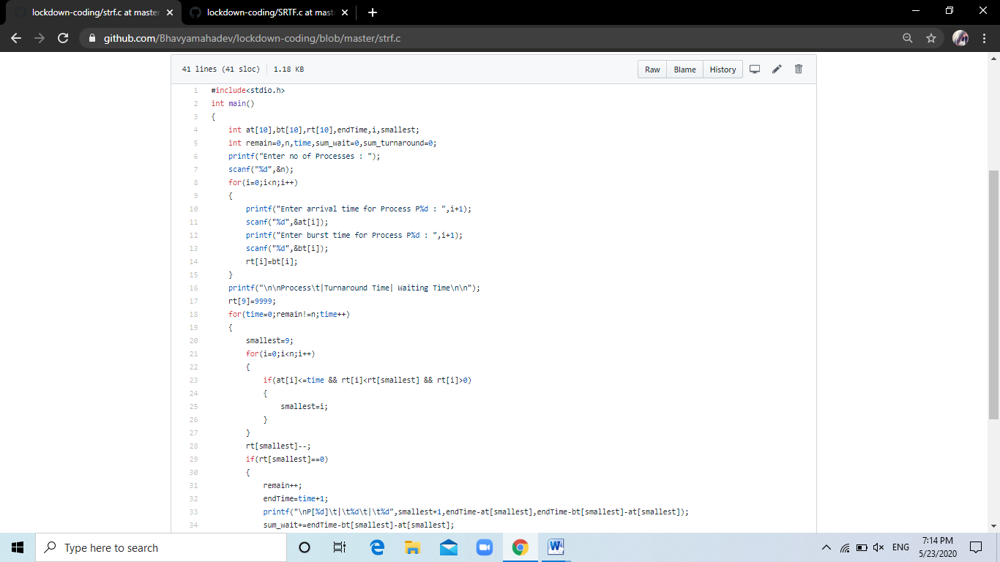 lockdown-coding/strf.c at master
lockdown-coding/SRTF.c at mast
github.com/Bhavyamahadev/lockdown-coding/blob/master/strf.c
41 lines (41 sloc) 1.18 KB
Raw Blame History
1 #include<stdio.h>
2 int main()
3 {
4 int at[10],bt[10],rt[10],endTime,i,smallest;
5 int remain=0,n,time,sum_wait=0,sum_turnaround=0;
6 printf("Enter no of Processes : ");
7 scanf("%d",&n);
8 for(i=0;i<n;i++)
9 {
10 printf("Enter arrival time for Process P%d : ",i+1);
11 scanf("%d",&at[i]);
12 printf("Enter burst time for Process P%d : ",i+1);
13 scanf("%d",&bt[i]);
14 rt[i]=bt[i];
15 }
16 printf("\n\nProcess\t|Turnaround Time| Waiting Time\n\n");
17 rt[9]=9999;
18 for(time=0;remain!=n;time++)
19 {
20 smallest=9;
21 for(i=0;i<n;i++)
22 {
23 if(at[i]<=time && rt[i]<rt[smallest] && rt[i]>0)
24 {
25 smallest=i;
26 }
27 }
28 rt[smallest]--;
29 if(rt[smallest]==0)
30 {
31 remain++;
32 endTime=time+1;
33 printf("\nP[%d]\t|\t%d\t|\t%d",smallest+1,endTime-at[smallest],endTime-bt[smallest]-at[smallest]);
34 sum_wait+=endTime-bt[smallest]-at[smallest];
Type here to search
ENG
7:14 PM
5/23/2020